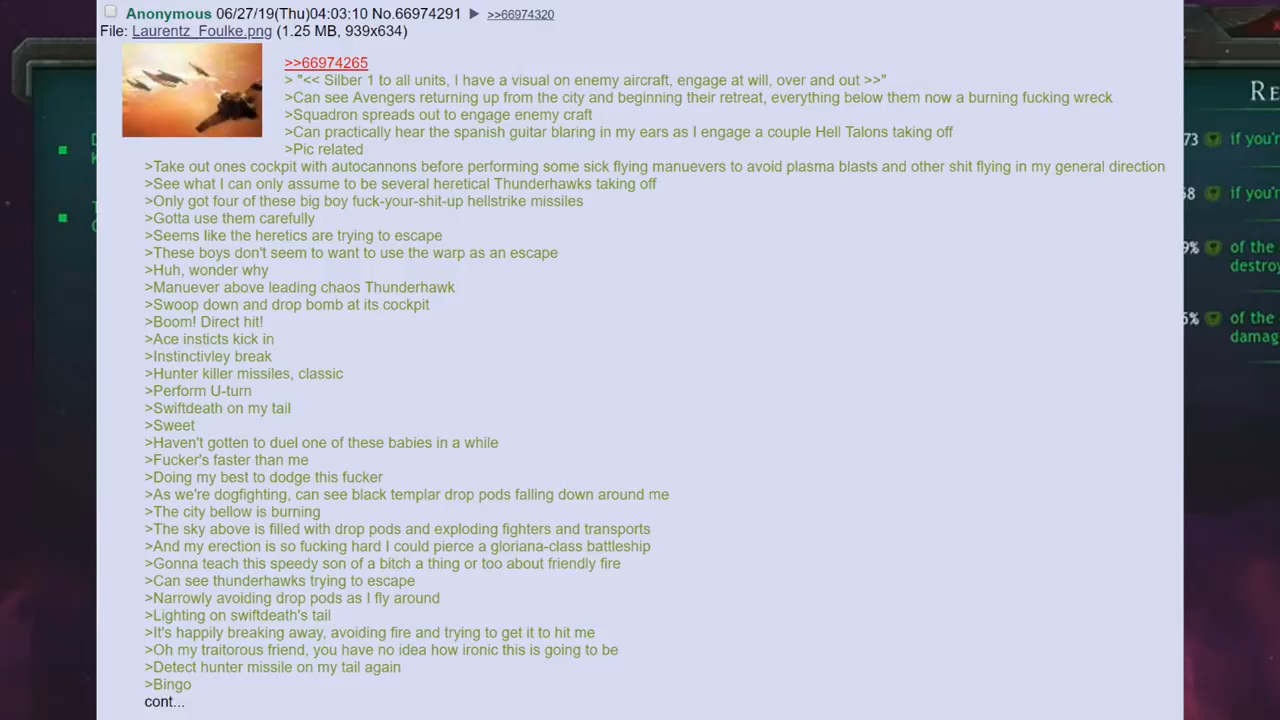 Anonymous 06/27/19(Thu)04:03:10 No.66974291 ▶ >>66974320
File: Laurentz_Foulke.png (1.25 MB, 939x634)
>>66974265
> "<< Silber 1 to all units, I have a visual on enemy aircraft, engage at will, over and out >>"
>Can see Avengers returning up from the city and beginning their retreat, everything below them now a burning fucking wreck
>Squadron spreads out to engage enemy craft
>Can practically hear the spanish guitar blaring in my ears as I engage a couple Hell Talons taking off
>Pic related
>Take out ones cockpit with autocannons before performing some sick flying manuevers to avoid plasma blasts and other shit flying in my general direction
>See what I can only assume to be several heretical Thunderhawks taking off
>Only got four of these big boy fuck-your-shit-up hellstrike missiles
>Gotta use them carefully
>Seems like the heretics are trying to escape
>These boys don't seem to want to use the warp as an escape
>Huh, wonder why
>Manuever above leading chaos Thunderhawk
>Swoop down and drop bomb at its cockpit
>Boom! Direct hit!
>Ace insticts kick in
>Instinctivley break
>Hunter killer missiles, classic
>Perform U-turn
>Swiftdeath on my tail
>Sweet
>Haven't gotten to duel one of these babies in a while
>Fucker's faster than me
>Doing my best to dodge this fucker
>As we're dogfighting, can see black templar drop pods falling down around me
>The city bellow is burning
>The sky above is filled with drop pods and exploding fighters and transports
>And my erection is so fucking hard I could pierce a gloriana-class battleship
>Gonna teach this speedy son of a bitch a thing or too about friendly fire
>Can see thunderhawks trying to escape
>Narrowly avoiding drop pods as I fly around
>Lighting on swiftdeath's tail
>It's happily breaking away, avoiding fire and trying to get it to hit me
>Oh my traitorous friend, you have no idea how ironic this is going to be
>Detect hunter missile on my tail again
>Bingo
cont...
RE
73 if you're
58 if you're
9% of the
destroy
5% of the
damag